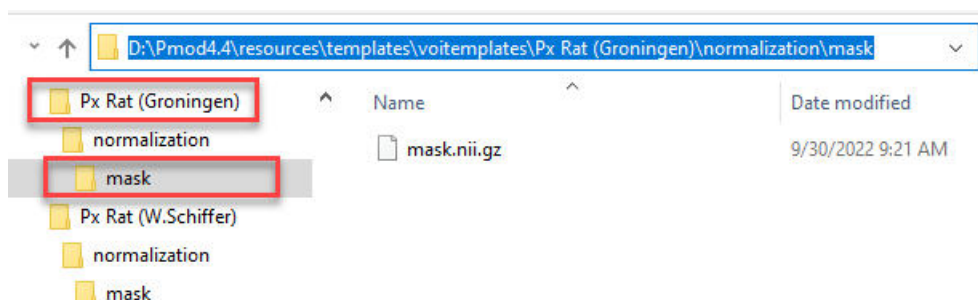 D:\Pmod4.4\resources\templates\voitemplates\Px Rat (Groningen)\normalization\mask
Px Rat (Groningen)
normalization
mask
Px Rat (W.Schiffer)
normalization
mask
Name
Date modified
mask.nii.gz
9/30/2022 9:21 AM